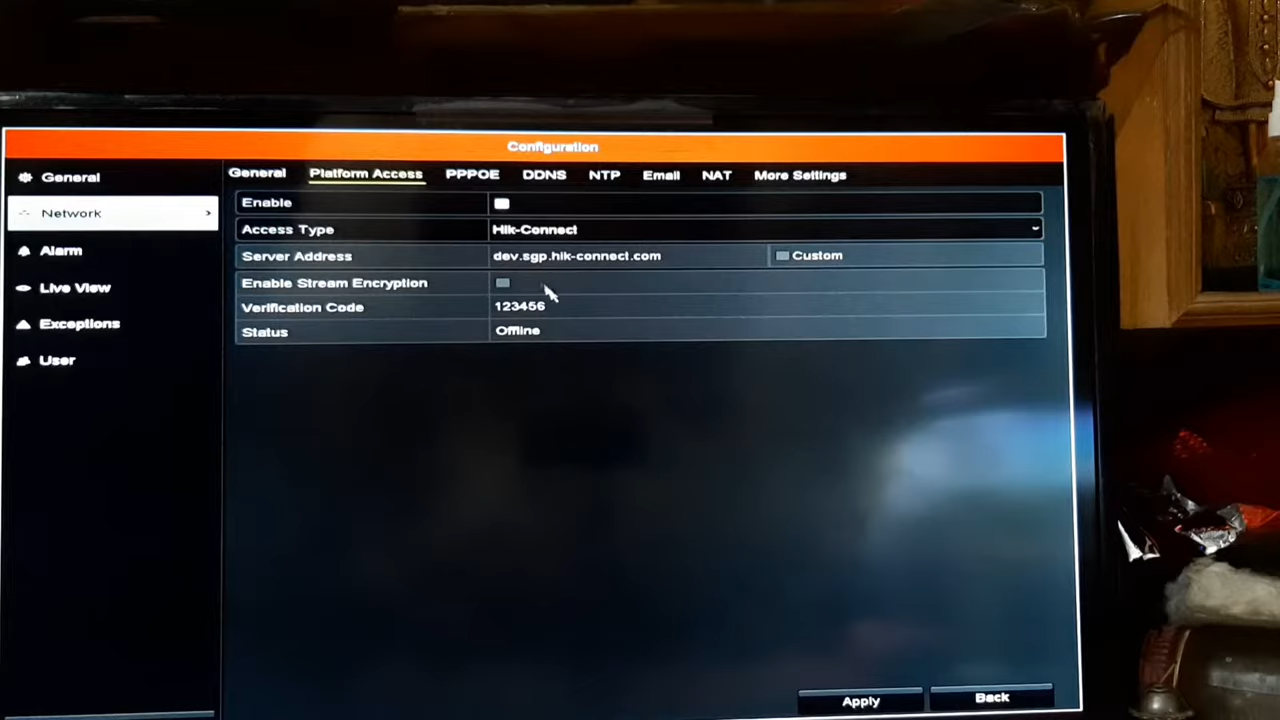 Configuration
General
Network
Alarm
Live View
Exceptions
User
General Platform Access PPPOE DDNS NTP Email NAT More Settings
Enable
Access Type Hik-Connect
Server Address dev.sgp.hik-connect.com Custom
Enable Stream Encryption
Verification Code 123456
Status Offline
Apply Back